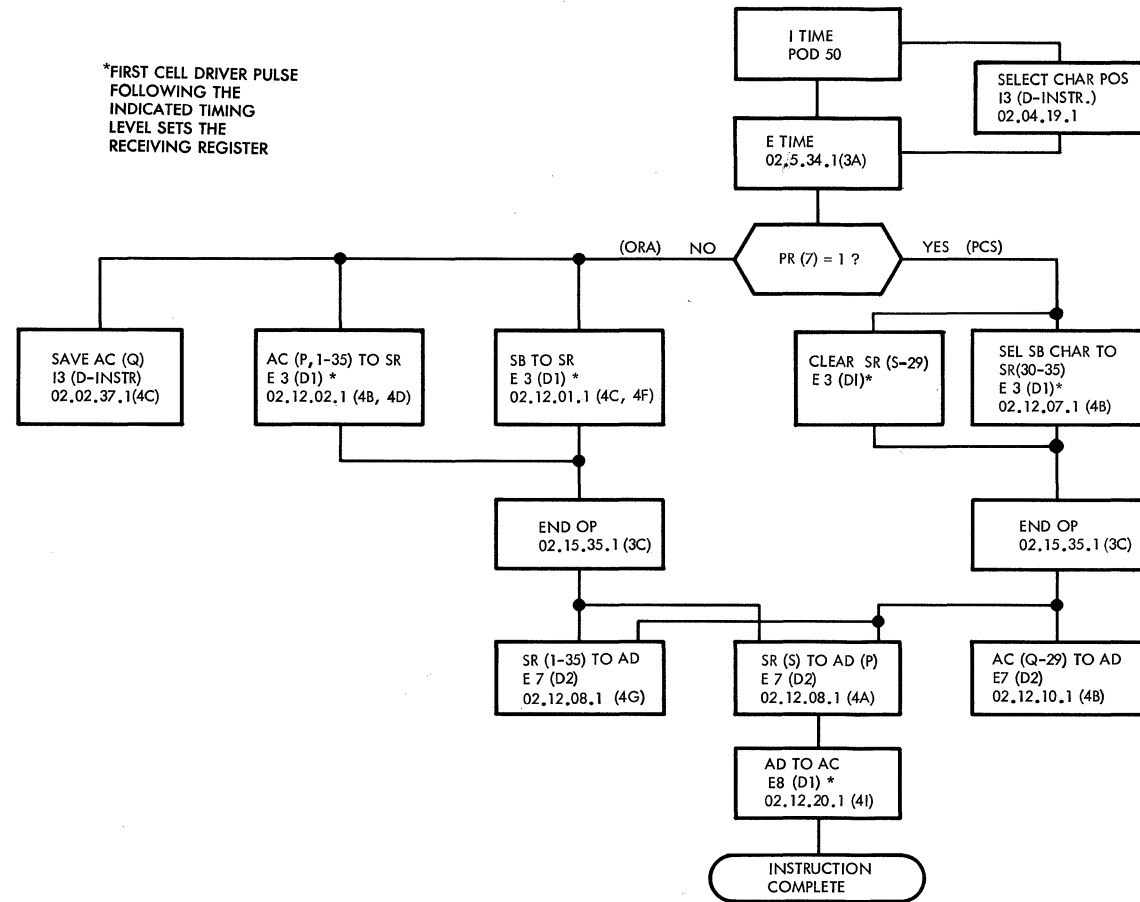 I TIME
POD 50
*FIRST CELL DRIVER PULSE
FOLLOWING THE
INDICATED TIMING
LEVEL SETS THE
RECEIVING REGISTER
SELECT CHAR POS
I3 (D-INSTR.)
02.04.19.1
E TIME
02.5.34.1(3A)
(ORA) NO
PR (7) = 1 ?
YES (PCS)
SAVE AC (Q)
I3 (D-INSTR)
02.02.37.1(4C)
AC (P,1-35) TO SR
E 3 (D1) *
02.12.02.1 (4B, 4D)
SB TO SR
E 3 (D1) *
02.12.01.1 (4C, 4F)
CLEAR SR (S-29)
E 3 (DI)*
SEL SB CHAR TO
SR(30-35)
E 3 (D1)*
02.12.07.1 (4B)
END OP
02.15.35.1 (3C)
END OP
02.15.35.1 (3C)
SR (1-35) TO AD
E 7 (D2)
02.12.08.1 (4G)
SR (S) TO AD (P)
E 7 (D2)
02.12.08.1 (4A)
AC (Q-29) TO AD
E7 (D2)
02.12.10.1 (4B)
AD TO AC
E8 (D1) *
02.12.20.1 (4I)
INSTRUCTION
COMPLETE